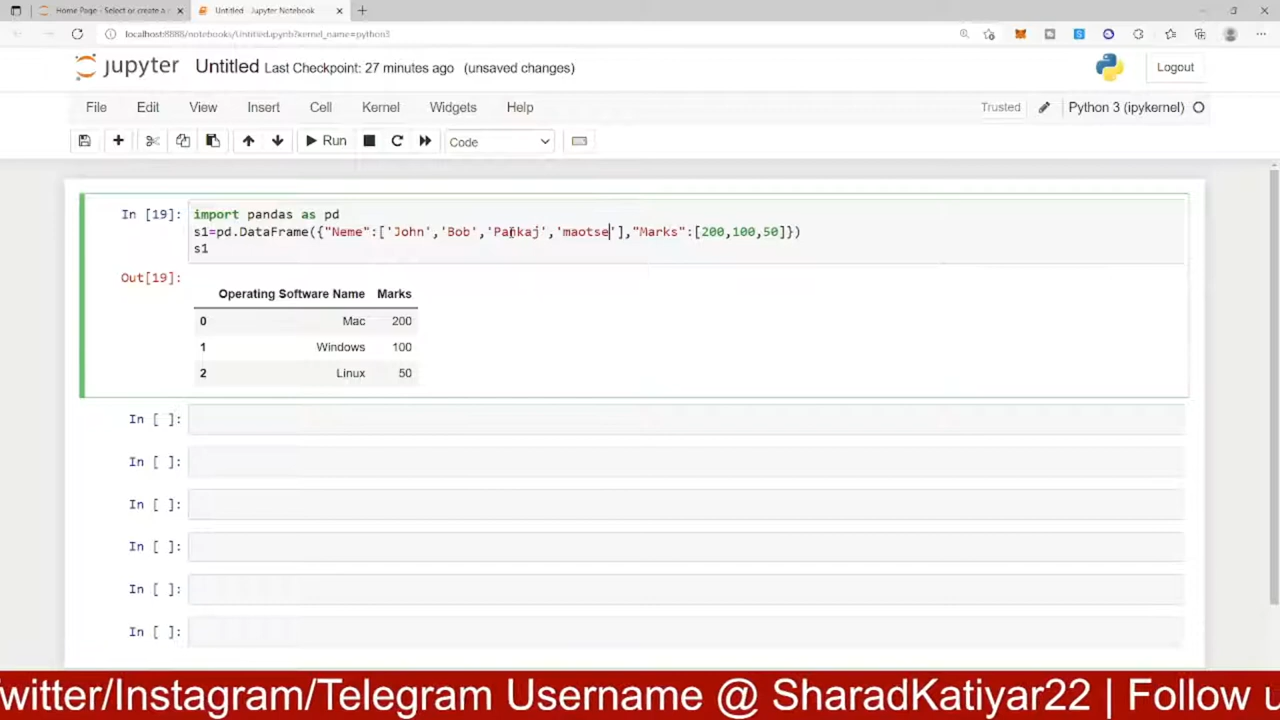 Home Page - Select or create a
Untitled - Jupyter Notebook
localhost:8888/notebooks/Untitled.ipynb?kernel_name=python3
jupyter Untitled Last Checkpoint: 27 minutes ago (unsaved changes)
Logout
File Edit View Insert Cell Kernel Widgets Help
Trusted Python 3 (ipykernel)
Run Code
In [19]: import pandas as pd
s1=pd.DataFrame({"Neme":['John','Bob','Pankaj','maotse'],"Marks":[200,100,50]})
s1
Out[19]:
Operating Software Name Marks
0 Mac 200
1 Windows 100
2 Linux 50
In [ ]:
In [ ]:
In [ ]:
In [ ]:
In [ ]:
In [ ]:
witter/Instagram/Telegram Username @ SharadKatiyar22 | Follow u